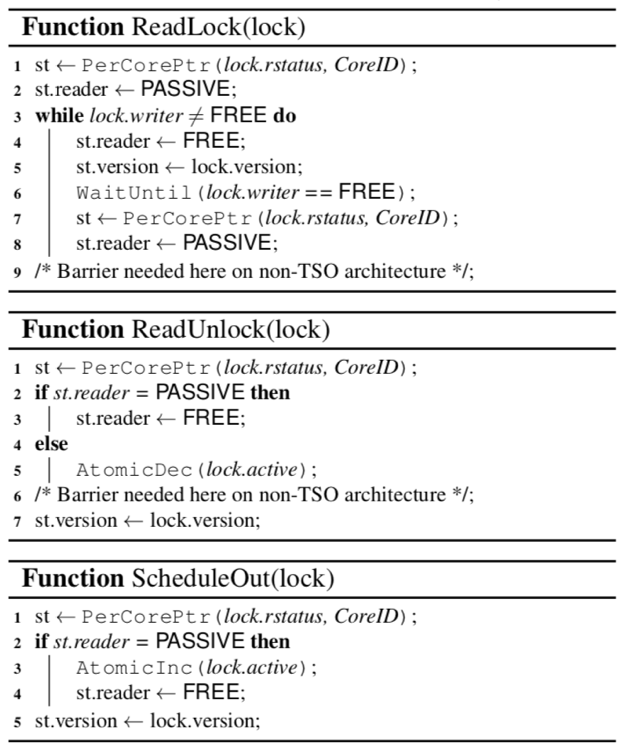 Function ReadLock(lock)
1 st ← PerCorePtr(lock.rstatus, CoreID);
2 st.reader ← PASSIVE;
3 while lock.writer ≠ FREE do
4 st.reader ← FREE;
5 st.version ← lock.version;
6 WaitUntil(lock.writer == FREE);
7 st ← PerCorePtr(lock.rstatus, CoreID);
8 st.reader ← PASSIVE;
9 /* Barrier needed here on non-TSO architecture */;
Function ReadUnlock(lock)
1 st ← PerCorePtr(lock.rstatus, CoreID);
2 if st.reader = PASSIVE then
3 st.reader ← FREE;
4 else
5 AtomicDec(lock.active);
6 /* Barrier needed here on non-TSO architecture */;
7 st.version ← lock.version;
Function ScheduleOut(lock)
1 st ← PerCorePtr(lock.rstatus, CoreID);
2 if st.reader = PASSIVE then
3 AtomicInc(lock.active);
4 st.reader ← FREE;
5 st.version ← lock.version;